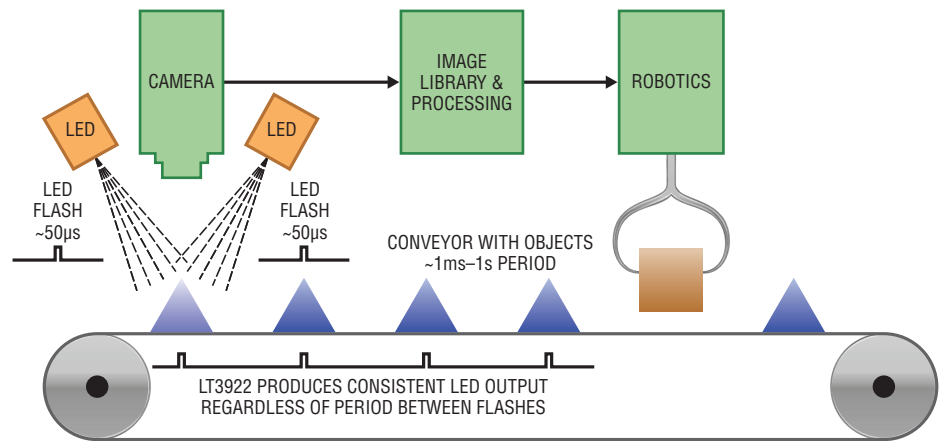 CAMERA
IMAGE
LIBRARY &
PROCESSING
ROBOTICS
LED
LED
LED
FLASH
~50µs
LED
FLASH
~50µs
CONVEYOR WITH OBJECTS
~1ms–1s PERIOD
LT3922 PRODUCES CONSISTENT LED OUTPUT
REGARDLESS OF PERIOD BETWEEN FLASHES